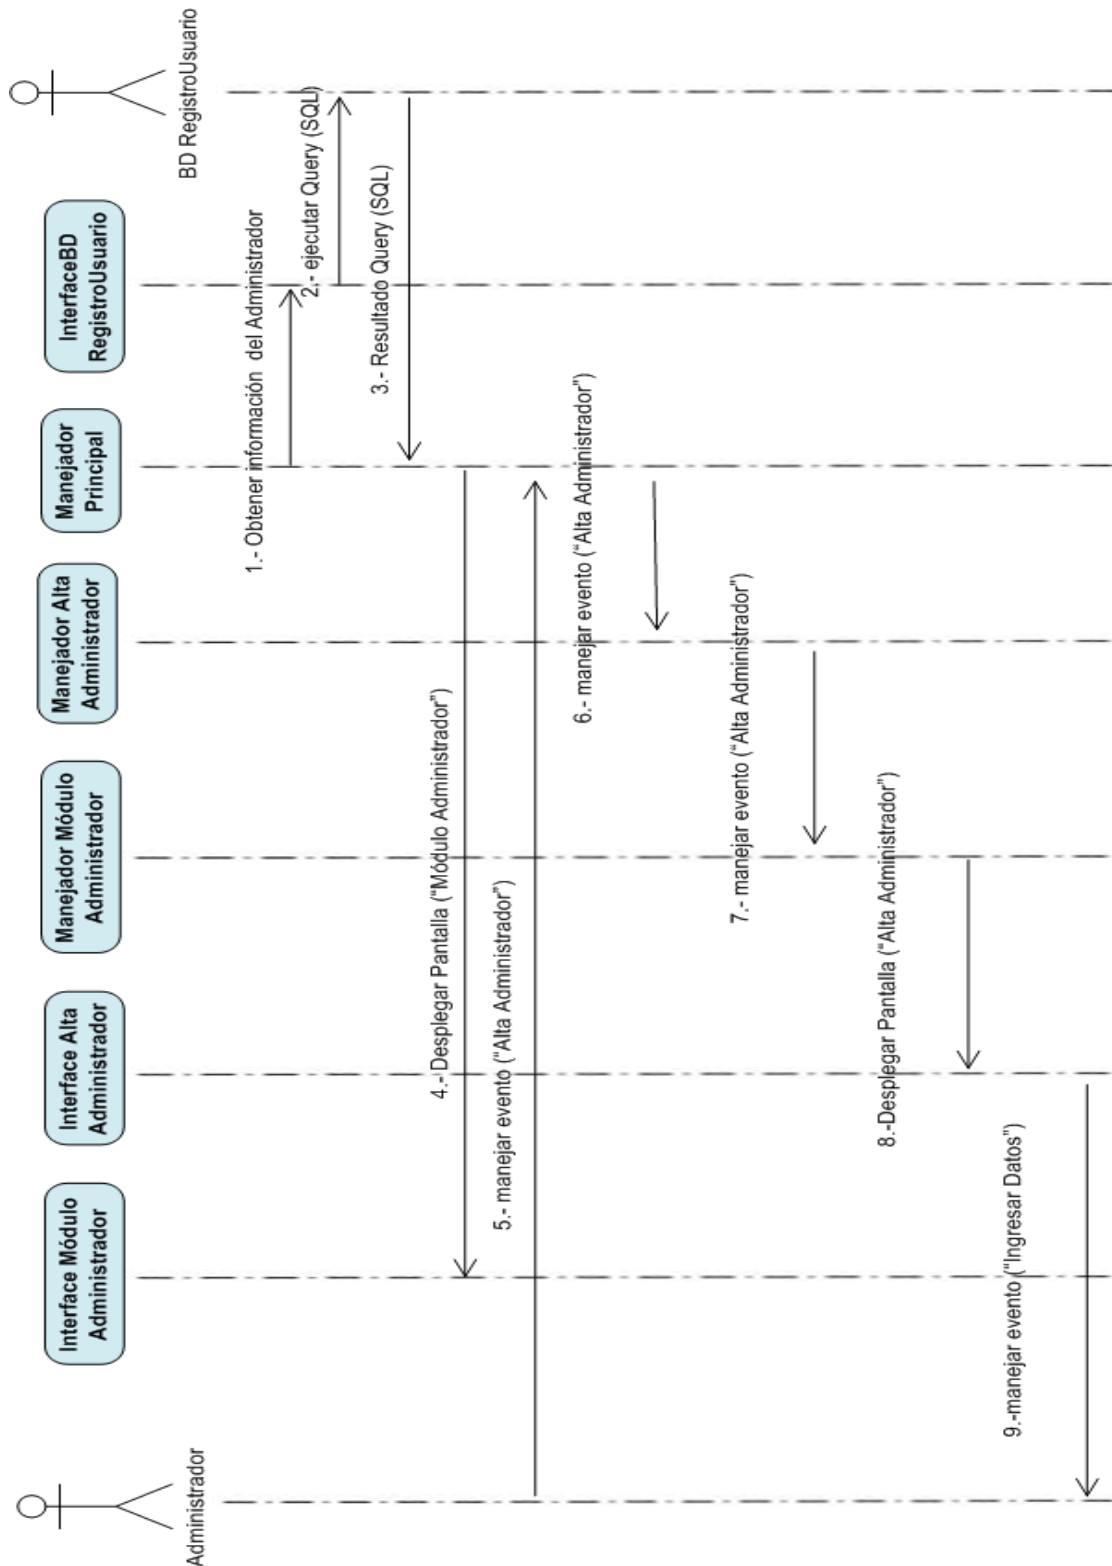 Administrador
Interface Módulo
Administrador
Interface Alta
Administrador
Manejador Módulo
Administrador
Manejador Alta
Administrador
Manejador
Principal
InterfaceBD
RegistroUsuario
BD RegistroUsuario
1.- Obtener información del Administrador
2.- ejecutar Query (SQL)
3.- Resultado Query (SQL)
4.- Desplegar Pantalla (“Módulo Administrador”)
5.- manejar evento (“Alta Administrador”)
6.- manejar evento (“Alta Administrador”)
7.- manejar evento (“Alta Administrador”)
8.-Desplegar Pantalla (“Alta Administrador”)
9.-manejar evento (“Ingresar Datos”)